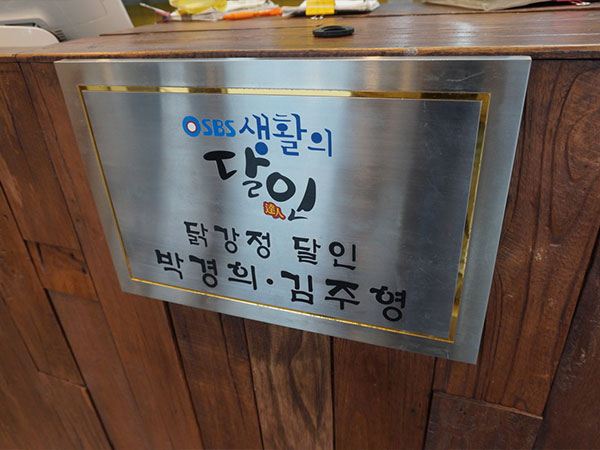 SBS 생활의
달인
達人
닭강정 달인
박경희·김주형